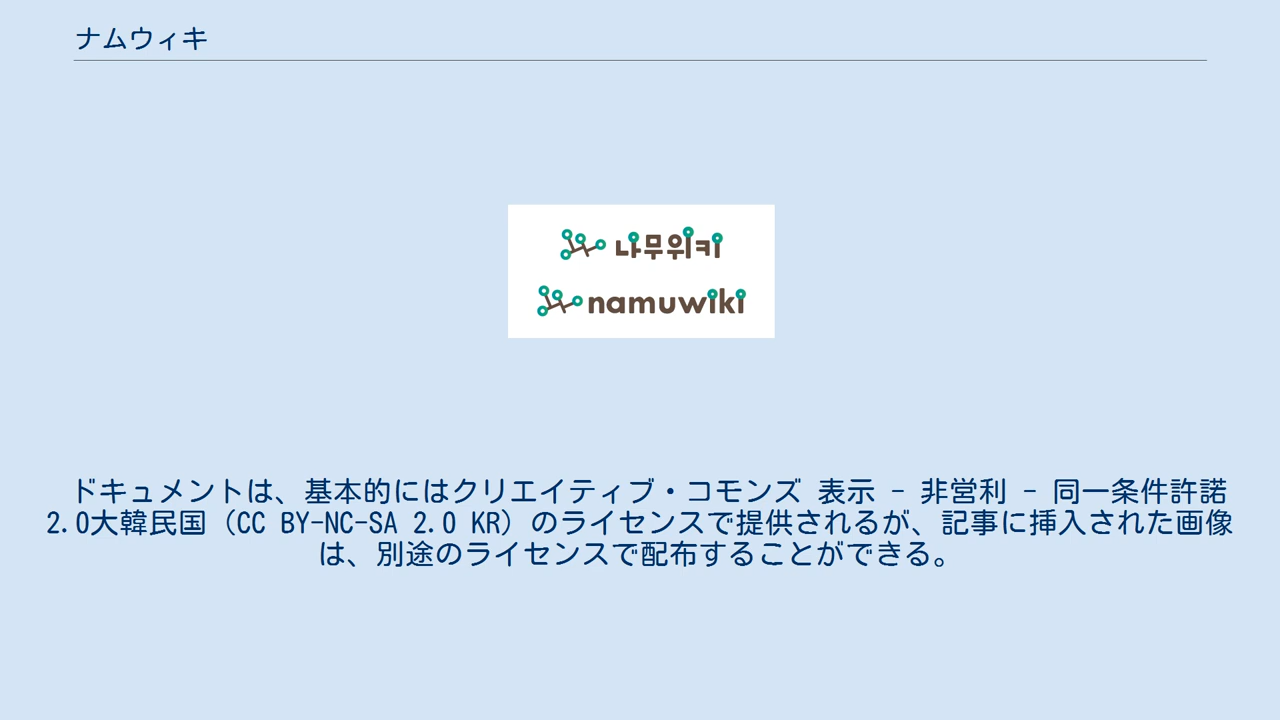 ナムウィキ
나무위키
namuwiki
ドキュメントは、基本的にはクリエイティブ・コモンズ 表示 - 非営利 - 同一条件許諾
2.0大韓民国（CC BY-NC-SA 2.0 KR）のライセンスで提供されるが、記事に挿入された画像
は、別途のライセンスで配布することができる。